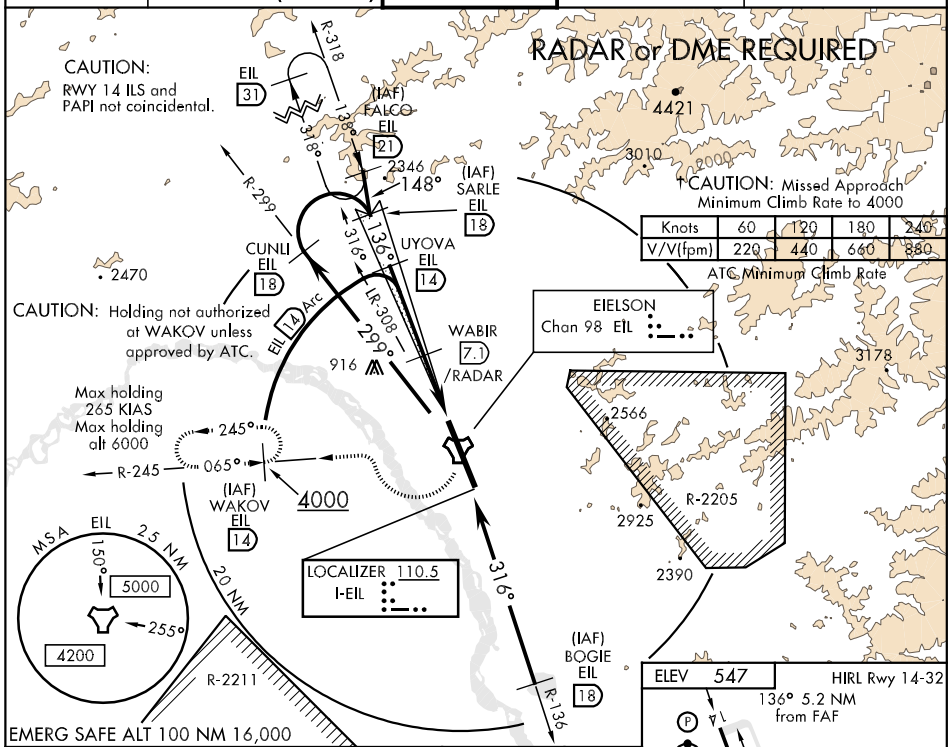 RADAR or DME REQUIRED
CAUTION:
RWY 14 ILS and
PAPI not coincidental.
EIL
31
R-318
138°
318°
(IAF)
FALCO
EIL
21
2346
148°
(IAF)
SARLE
EIL
18
4421
3010
2000
†CAUTION: Missed Approach
Minimum Climb Rate to 4000
Knots 60 120 180 240
V/V(fpm) 220 440 660 880
ATC Minimum Climb Rate
R-299
CUNLI
EIL
18
316°
136°
UYOVA
EIL
14
2470
CAUTION: Holding not authorized
at WAKOV unless
approved by ATC.
EIL 14 Arc
LR-308
299°
916
WABIR
7.1
/RADAR
EIELSON
Chan 98 EIL
3178
Max holding
265 KIAS
Max holding
alt 6000
245°
065°
R-245
(IAF)
WAKOV
EIL
14
4000
2566
R-2205
2925
2390
MSA EIL 25 NM
150°
5000
255°
4200
20 NM
LOCALIZER 110.5
I-EIL
316°
(IAF)
BOGIE
EIL
18
R-136
R-2211
EMERG SAFE ALT 100 NM 16,000
ELEV 547
HIRL Rwy 14-32
136° 5.2 NM
from FAF
P
14